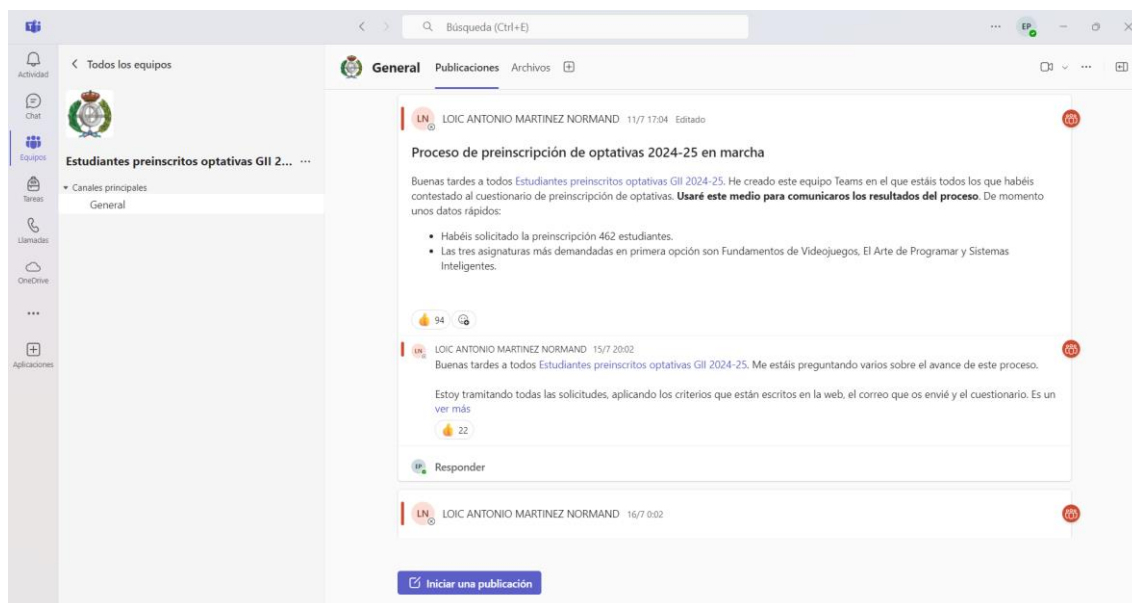 Búsqueda (Ctrl+E)
EP
Actividad
Chat
Equipos
Tareas
Llamadas
OneDrive
Aplicaciones
Todos los equipos
Estudiantes preinscritos optativas GII 2...
Canales principales
General
General Publicaciones Archivos
LN LOIC ANTONIO MARTINEZ NORMAND 11/7 17:04 Editado
Proceso de preinscripción de optativas 2024-25 en marcha
Buenas tardes a todos Estudiantes preinscritos optativas GII 2024-25. He creado este equipo Teams en el que estáis todos los que habéis
contestado al cuestionario de preinscripción de optativas. Usaré este medio para comunicaros los resultados del proceso. De momento
unos datos rápidos:
• Habéis solicitado la preinscripción 462 estudiantes.
• Las tres asignaturas más demandadas en primera opción son Fundamentos de Videojuegos, El Arte de Programar y Sistemas
Inteligentes.
94
LN LOIC ANTONIO MARTINEZ NORMAND 15/7 20:02
Buenas tardes a todos Estudiantes preinscritos optativas GII 2024-25. Me estáis preguntando varios sobre el avance de este proceso.
Estoy tramitando todas las solicitudes, aplicando los criterios que están escritos en la web, el correo que os envié y el cuestionario. Es un
ver más
22
EP Responder
LN LOIC ANTONIO MARTINEZ NORMAND 16/7 0:02
Iniciar una publicación